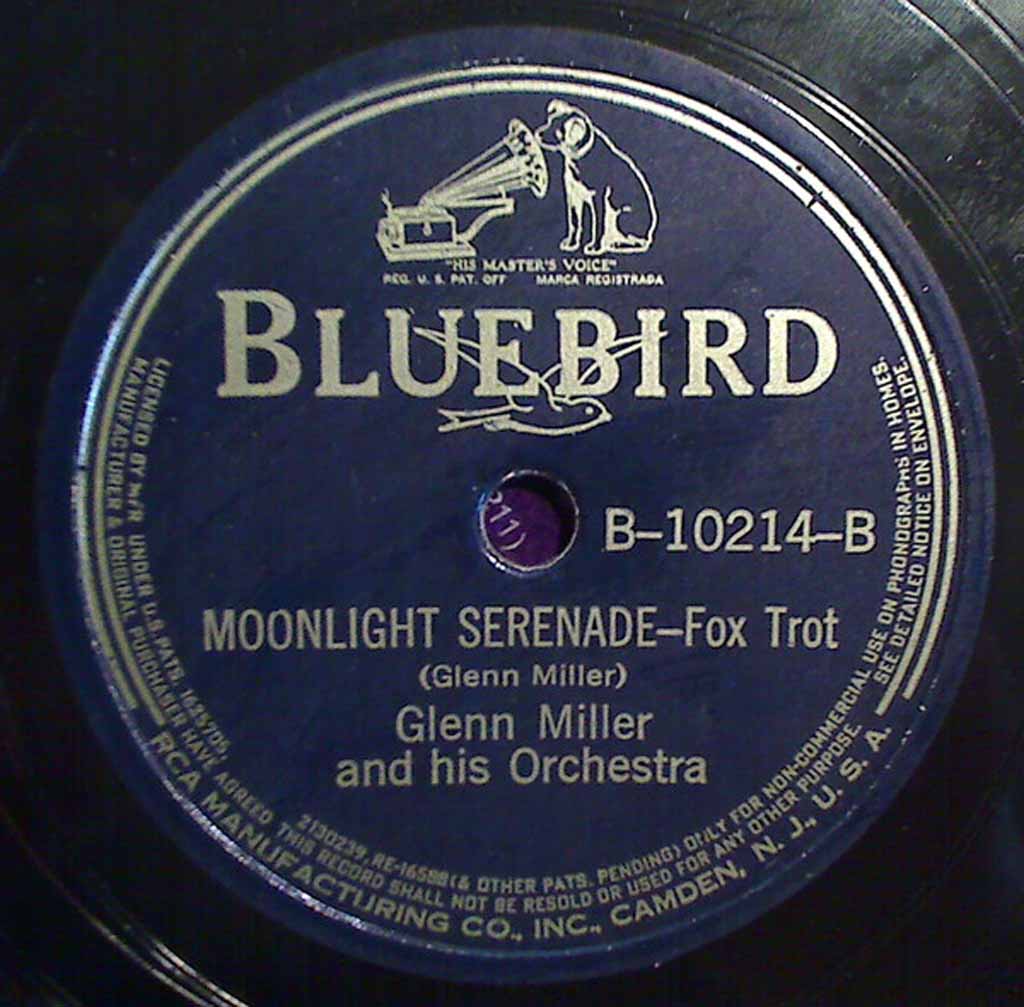 "HIS MASTER'S VOICE"
REG. U. S. PAT. OFF MARCA REGISTRADA
BLUEBIRD
211)
B-10214-B
MOONLIGHT SERENADE-Fox Trot
(Glenn Miller)
Glenn Miller
and his Orchestra
LICENSED BY M/R UNDER U.S. PATS. 1625705, 2130239, RE-16588 (& OTHER PATS. PENDING) ONLY FOR NON-COMMERCIAL USE ON PHONOGRAPHS IN HOMES.
MANUFACTURER & ORIGINAL PURCHASER HAVE AGREED THIS RECORD SHALL NOT BE RESOLD OR USED FOR ANY OTHER PURPOSE. SEE DETAILED NOTICE ON ENVELOPE.
RCA MANUFACTURING CO., INC., CAMDEN, N. J., U. S. A.